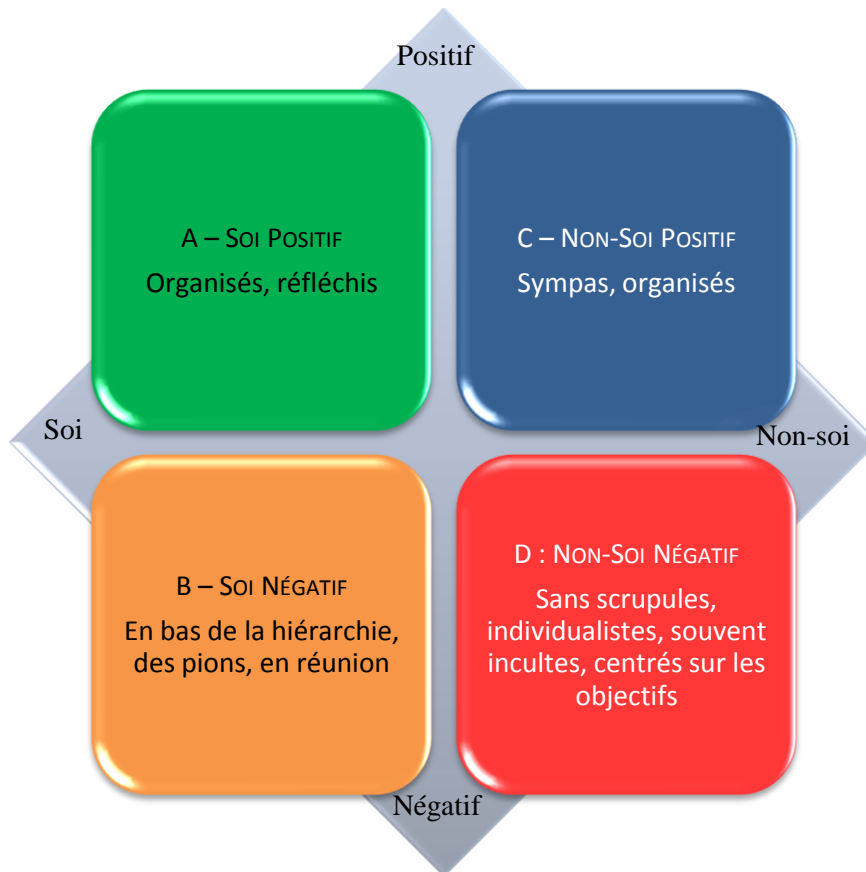 Positif
A – SOI POSITIF
Organisés, réfléchis
C – NON-SOI POSITIF
Sympas, organisés
Soi
Non-soi
B – SOI NÉGATIF
En bas de la hiérarchie,
des pions, en réunion
D : NON-SOI NÉGATIF
Sans scrupules,
individualistes, souvent
incultes, centrés sur les
objectifs
Négatif